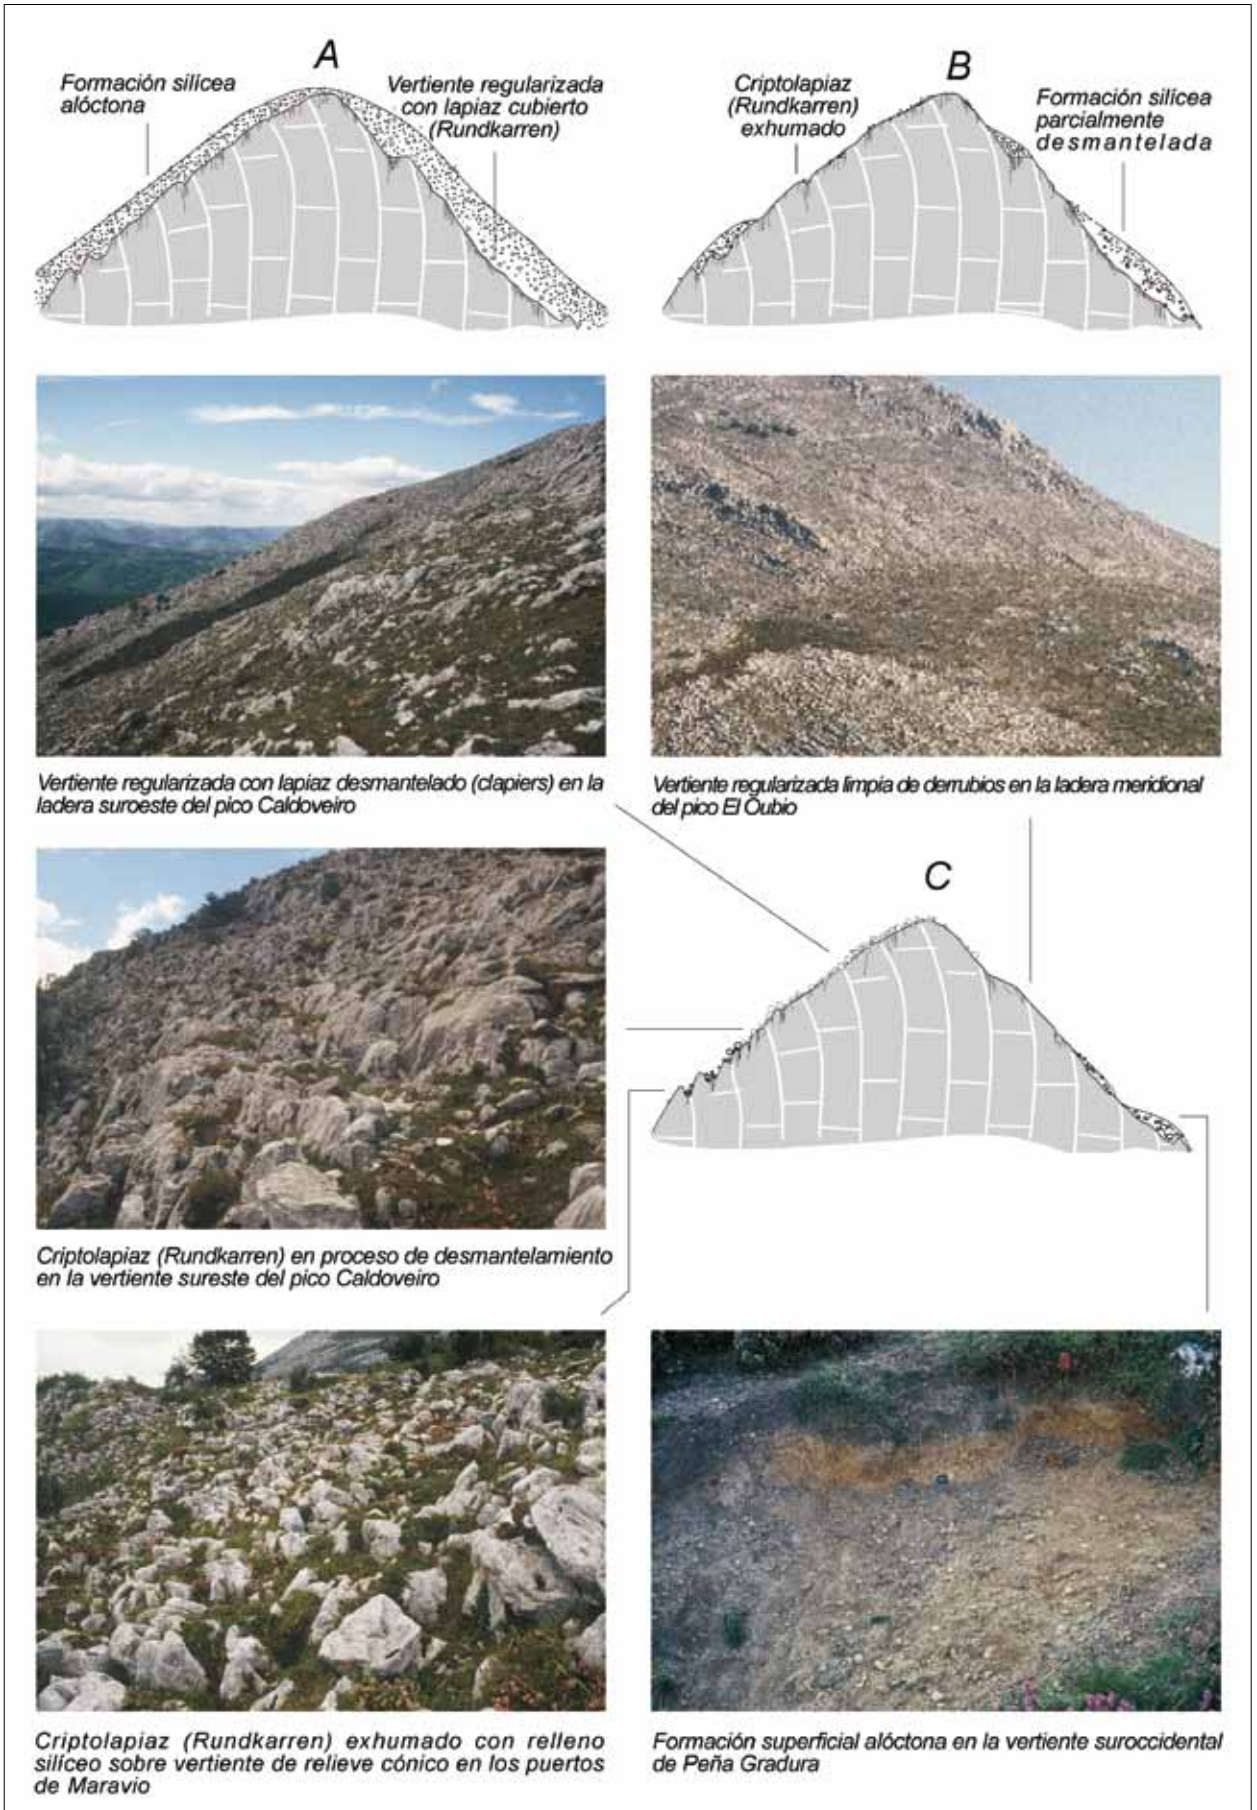 A
Formación silícea
alóctona
Vertiente regularizada
con lapiaz cubierto
(Rundkarren)
B
Criptolapiaz
(Rundkarren)
exhumado
Formación silícea
parcialmente
desmantelada
Vertiente regularizada con lapiaz desmantelado (clapiers) en la
ladera suroeste del pico Caldoveiro
Vertiente regularizada limpia de derrubios en la ladera meridional
del pico El Oubio
C
Criptolapiaz (Rundkarren) en proceso de desmantelamiento
en la vertiente sureste del pico Caldoveiro
Criptolapiaz (Rundkarren) exhumado con relleno
silíceo sobre vertiente de relieve cónico en los puertos
de Maravio
Formación superficial alóctona en la vertiente suroccidental
de Peña Gradura